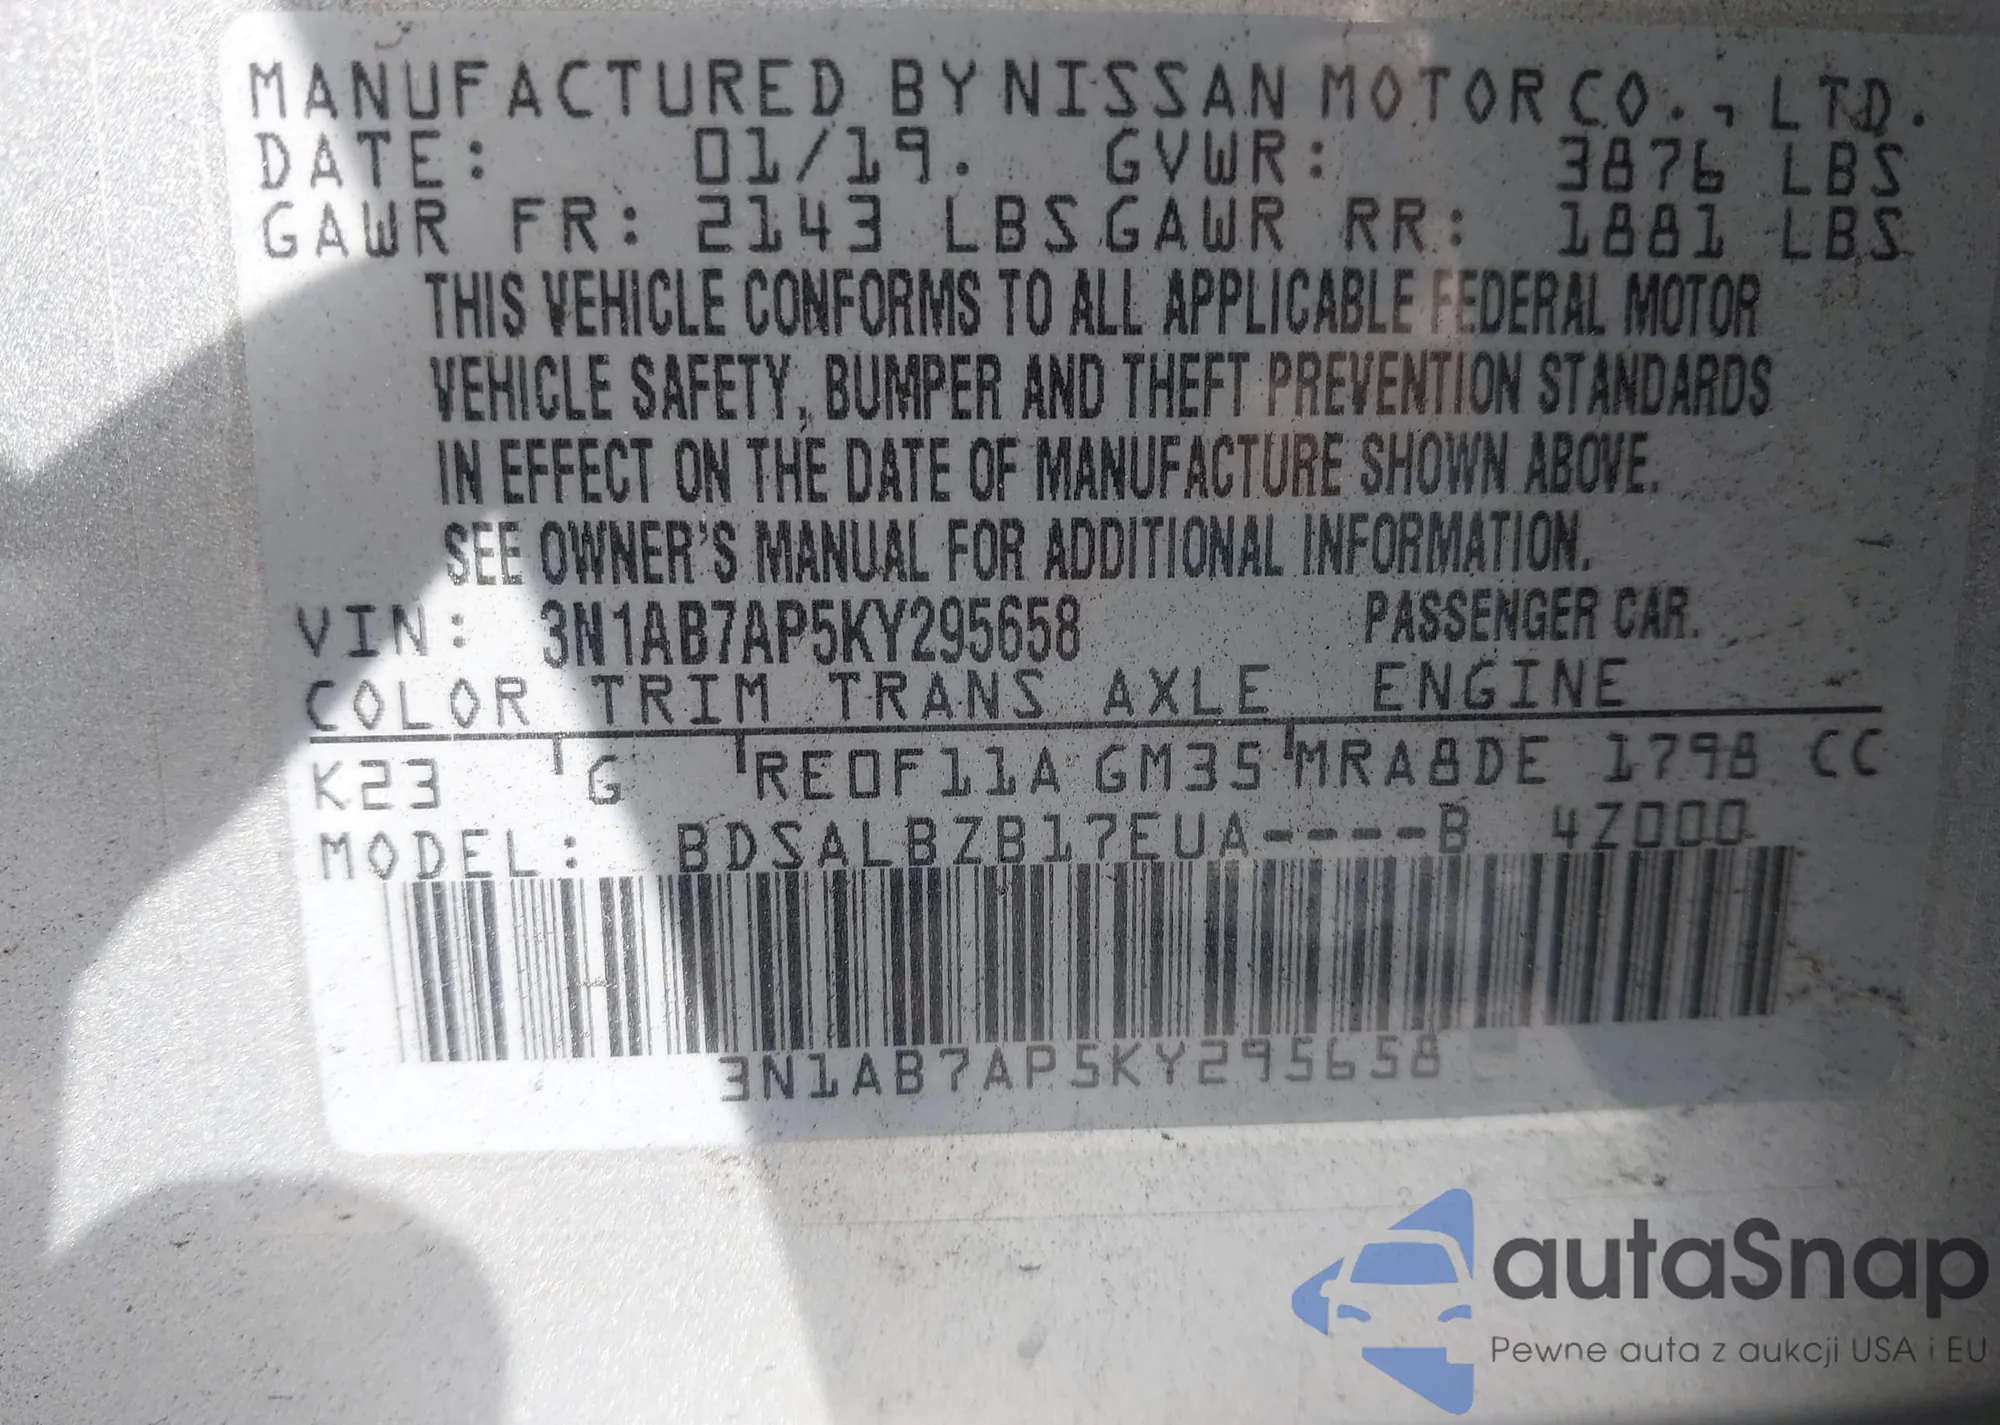 MANUFACTURED BY NISSAN MOTOR CO., LTD.
DATE: 01/19. GVWR: 3876 LBS
GAWR FR: 2143 LBS GAWR RR: 1881 LBS
THIS VEHICLE CONFORMS TO ALL APPLICABLE FEDERAL MOTOR
VEHICLE SAFETY, BUMPER AND THEFT PREVENTION STANDARDS
IN EFFECT ON THE DATE OF MANUFACTURE SHOWN ABOVE.
SEE OWNER'S MANUAL FOR ADDITIONAL INFORMATION.
VIN: 3N1AB7AP5KY295658 PASSENGER CAR.
COLOR TRIM TRANS AXLE ENGINE
K23 G RE0F11A GM35 MRA8DE 1798 CC
MODEL: BDSALBZB17EUA----B 4Z000
3N1AB7AP5KY295658
autaSnap
Pewne auta z aukcji USA i EU